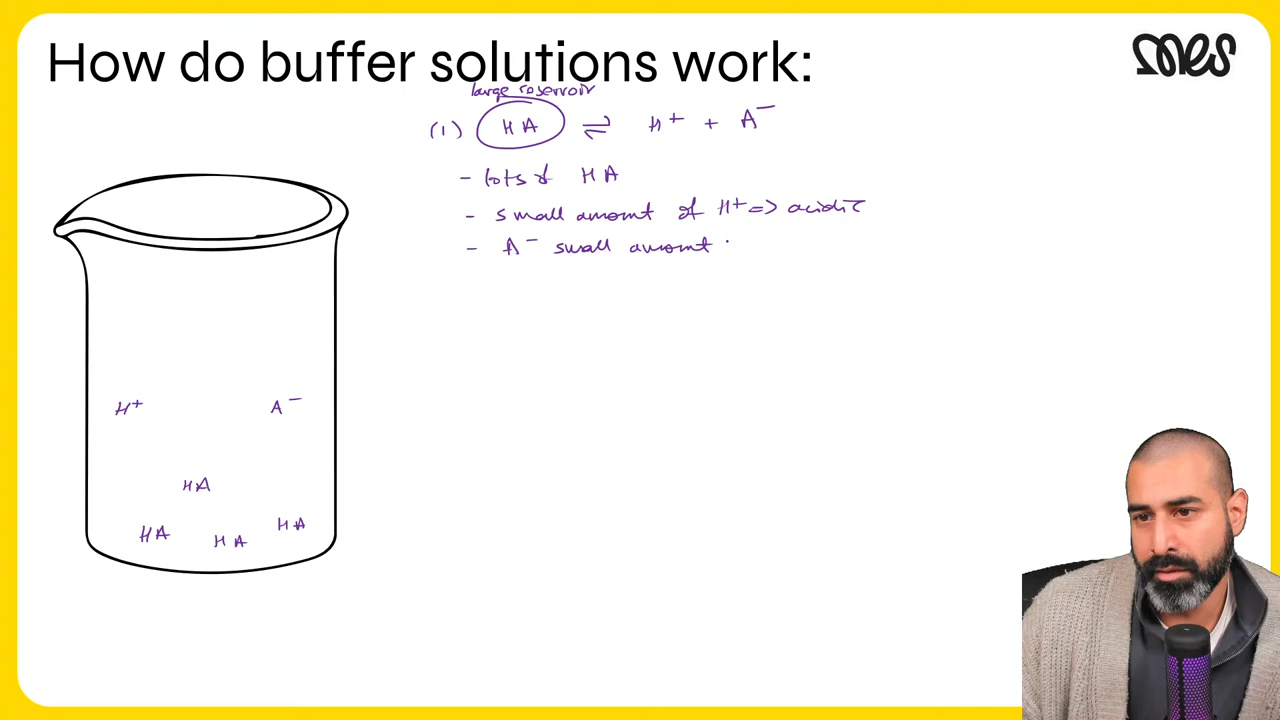 How do buffer solutions work:
mes
large reservoir
(1) HA ⇌ H⁺ + A⁻
- lots of HA
- small amount of H⁺ => acidic
- A⁻ small amount
H⁺ A⁻
HA
HA HA HA